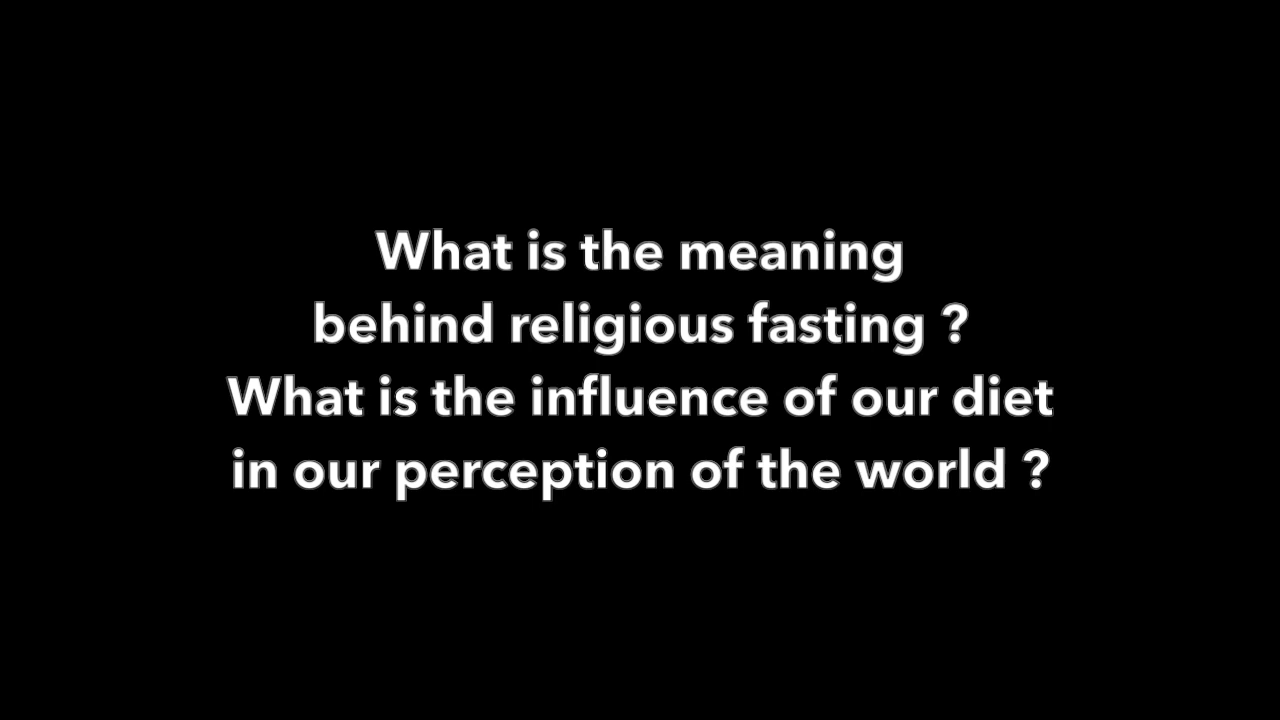 What is the meaning
behind religious fasting ?
What is the influence of our diet
in our perception of the world ?